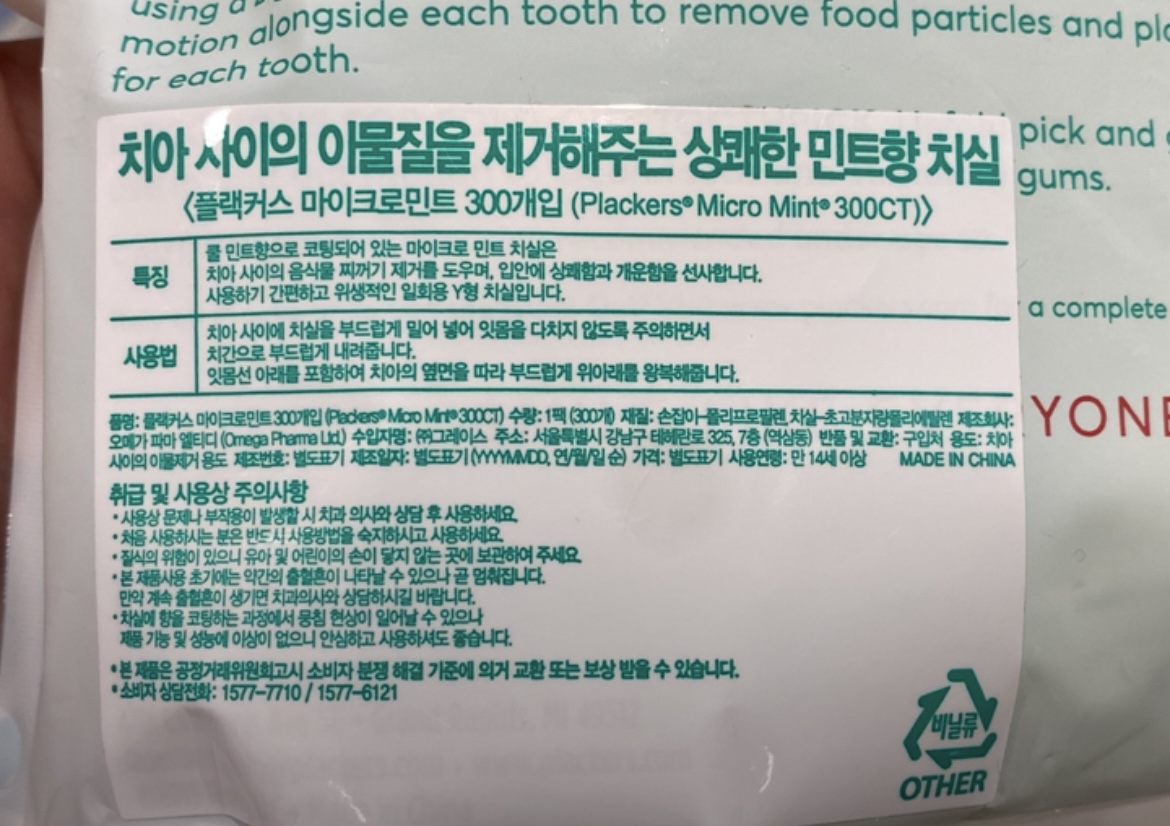 using a
motion alongside each tooth to remove food particles and
for each tooth.
치아 사이의 이물질을 제거해주는 상쾌한 민트향 치실
〈플랙커스 마이크로민트 300개입 (Plackers® Micro Mint® 300CT)〉
pick and
gums.
특징
쿨 민트향으로 코팅되어 있는 마이크로 민트 치실은
치아 사이의 음식물 찌꺼기 제거를 도우며, 입안에 상쾌함과 개운함을 선사합니다.
사용하기 간편하고 위생적인 일회용 Y형 치실입니다.
a complete
사용법
치아 사이에 치실을 부드럽게 밀어 넣어 잇몸을 다치지 않도록 주의하면서
치간으로 부드럽게 내려줍니다.
잇몸선 아래를 포함하여 치아의 옆면을 따라 부드럽게 위아래를 왕복해줍니다.
품명: 플랙커스 마이크로민트 300개입 (Plackers® Micro Mint® 300CT) 수량: 1팩 (300개) 재질: 손잡이-폴리프로필렌, 치실-초고분자량폴리에틸렌 제조회사:
오메가 파마 엘티디 (Omega Pharma Ltd.) 수입자명: ㈜그레이스 주소: 서울특별시 강남구 테헤란로 325, 7층 (역삼동) 반품 및 교환: 구입처 용도: 치아
사이의 이물제거 용도 제조번호: 별도표기 제조일자: 별도표기 (YYYYMMDD, 연/월/일 순) 가격: 별도표기 사용연령: 만 14세 이상 MADE IN CHINA
YONE
취급 및 사용상 주의사항
• 사용상 문제나 부작용이 발생할 시 치과 의사와 상담 후 사용하세요.
• 처음 사용하시는 분은 반드시 사용방법을 숙지하시고 사용하세요.
• 질식의 위험이 있으니 유아 및 어린이의 손이 닿지 않는 곳에 보관하여 주세요.
• 본 제품사용 초기에는 약간의 출혈흔이 나타날 수 있으나 곧 멈춰집니다.
만약 계속 출혈흔이 생기면 치과의사와 상담하시길 바랍니다.
• 치실에 향을 코팅하는 과정에서 뭉침 현상이 일어날 수 있으나
제품 기능 및 성능에 이상이 없으니 안심하고 사용하셔도 좋습니다.
• 본 제품은 공정거래위원회고시 소비자 분쟁 해결 기준에 의거 교환 또는 보상 받을 수 있습니다.
• 소비자 상담전화: 1577-7710 / 1577-6121
비닐류
OTHER